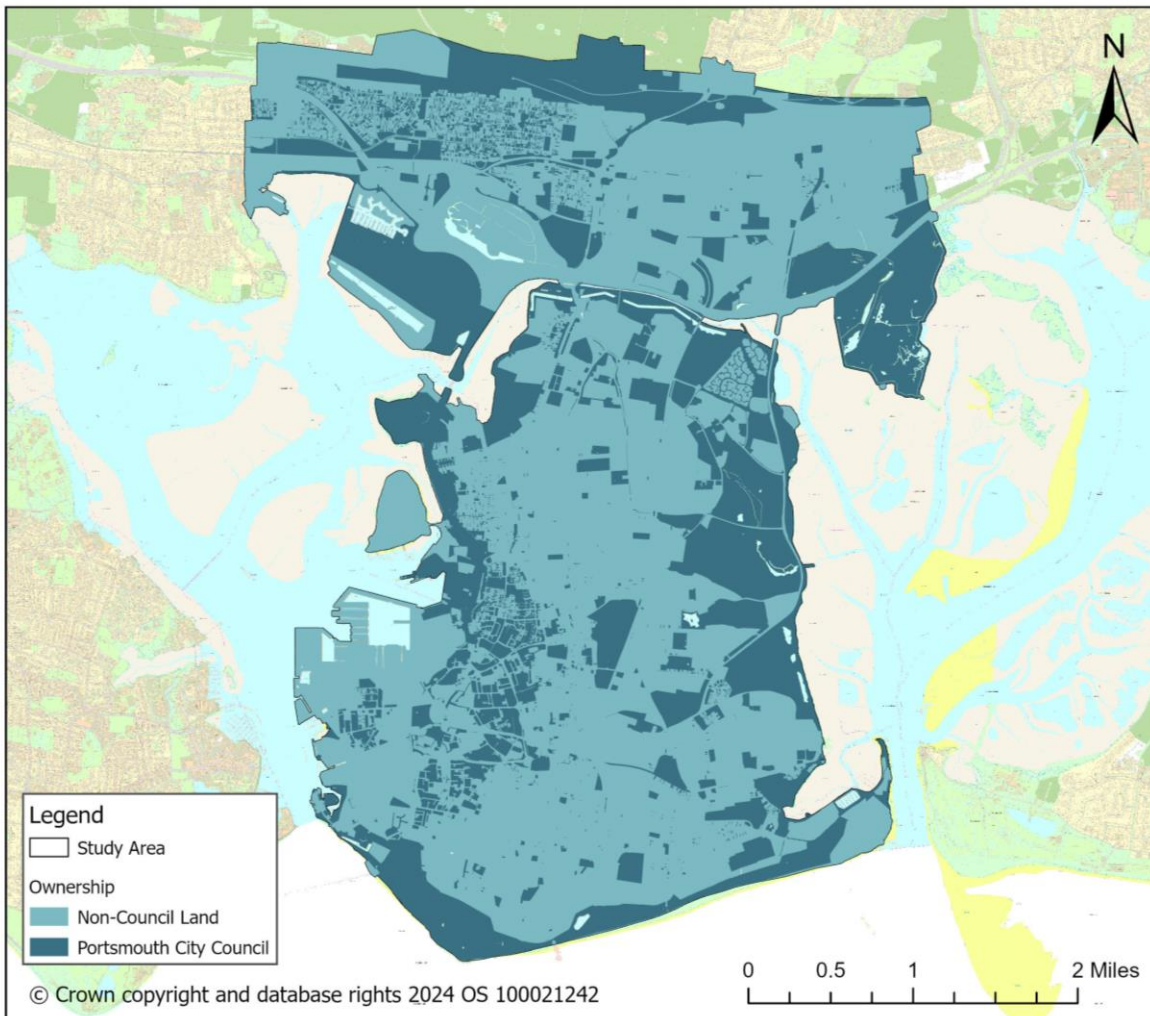 N
Legend
Study Area
Ownership
Non-Council Land
Portsmouth City Council
0 0.5 1 2 Miles
© Crown copyright and database rights 2024 OS 100021242